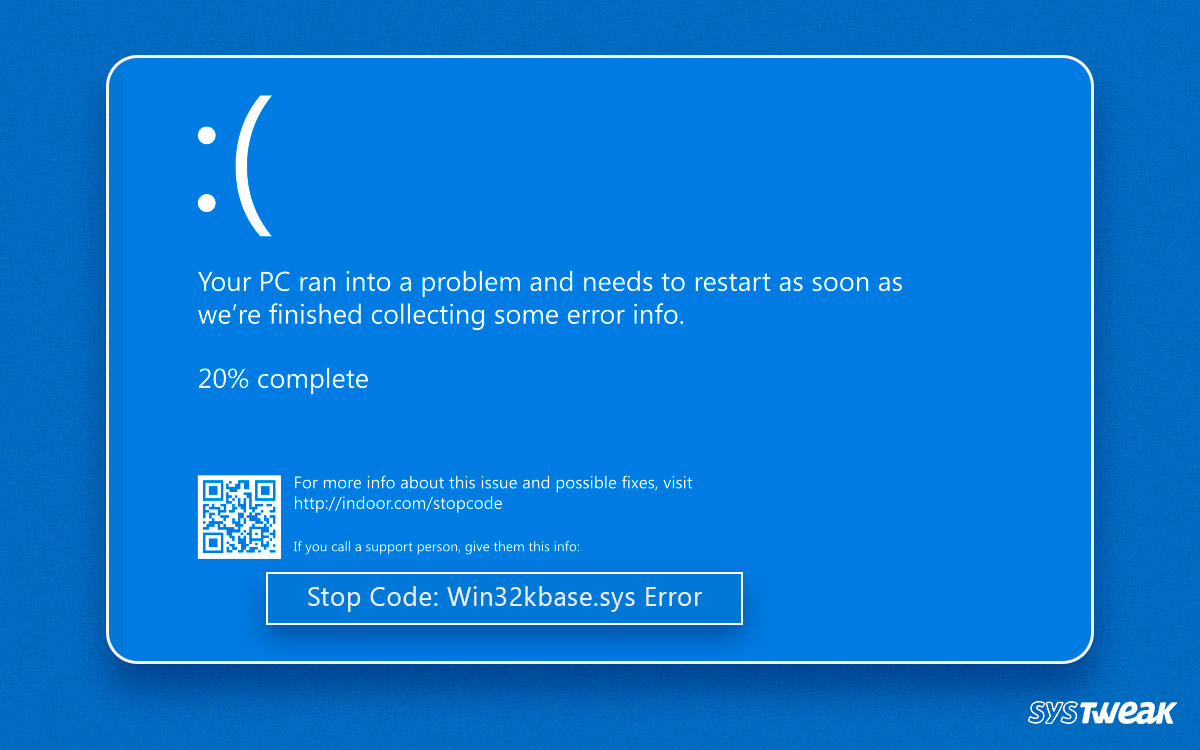 :(
Your PC ran into a problem and needs to restart as soon as
we’re finished collecting some error info.
20% complete
For more info about this issue and possible fixes, visit
http://indoor.com/stopcode
If you call a support person, give them this info:
Stop Code: Win32kbase.sys Error
SYSTWEAK